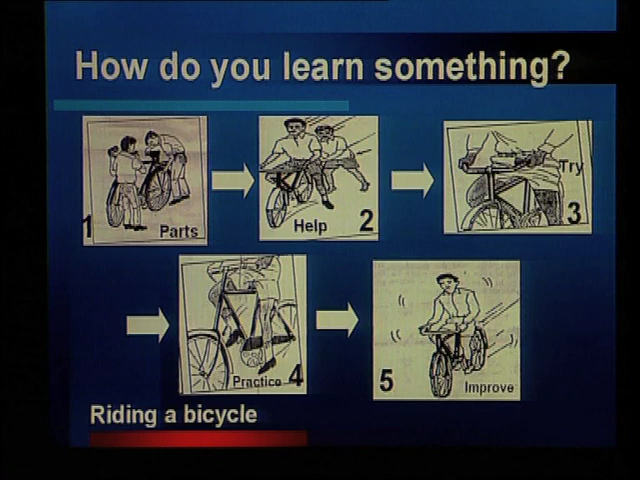 How do you learn something?
1 Parts
Help 2
Try
3
Practice 4
5 Improve
Riding a bicycle